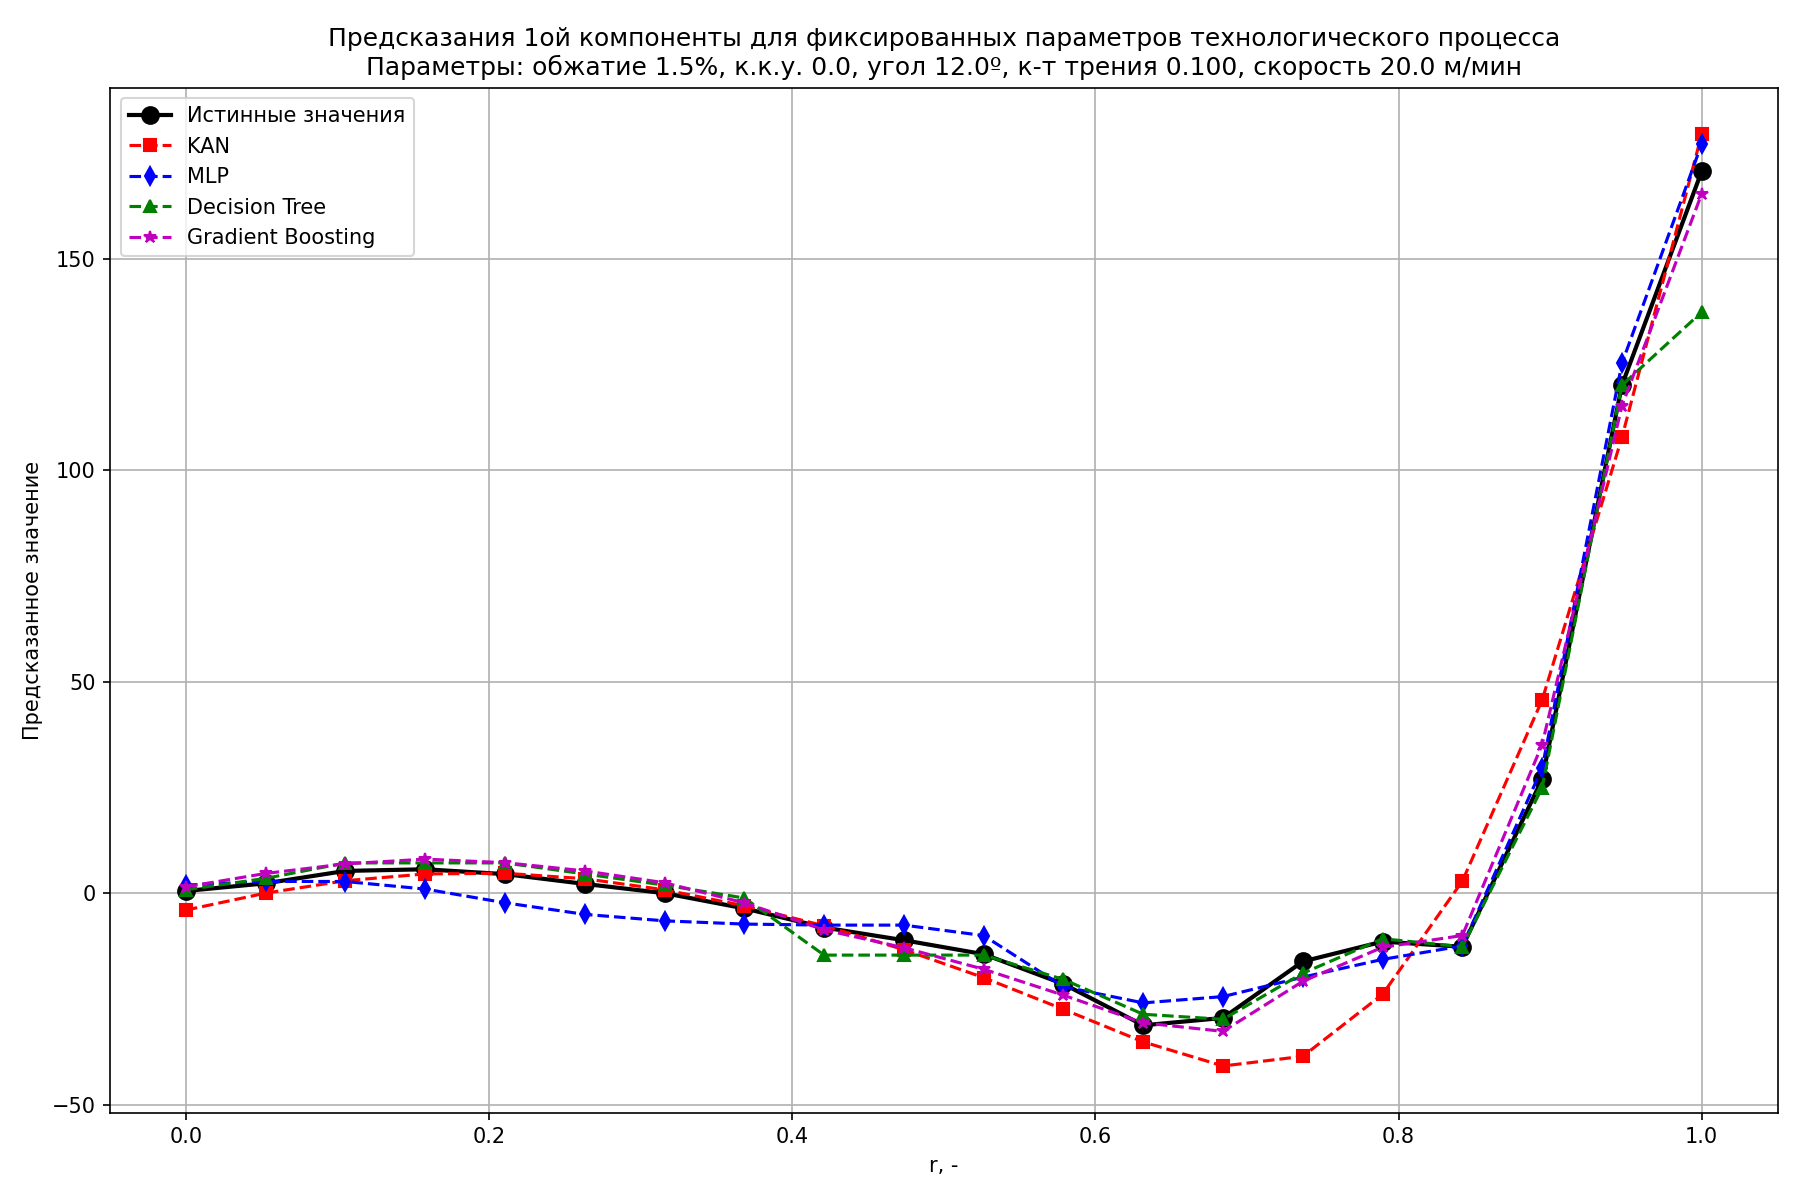 Предсказания 1ой компоненты для фиксированных параметров технологического процесса
Параметры: обжатие 1.5%, к.к.у. 0.0, угол 12.0º, к-т трения 0.100, скорость 20.0 м/мин
Истинные значения
KAN
MLP
Decision Tree
Gradient Boosting
Предсказанное значение
150
100
50
0
−50
0.0 0.2 0.4 0.6 0.8 1.0
r, -